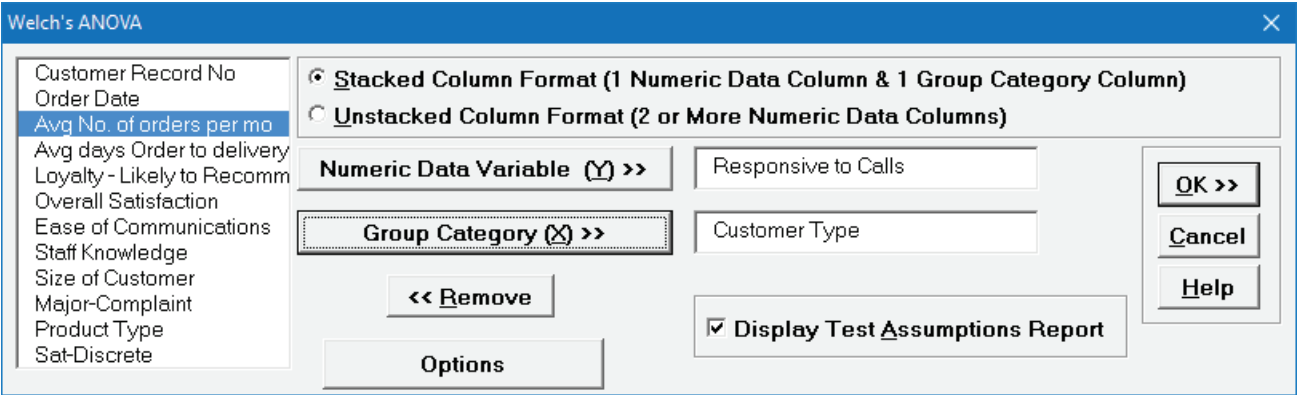 Welch's ANOVA
Customer Record No
Order Date
Avg No. of orders per mo
Avg days Order to delivery
Loyalty - Likely to Recomm
Overall Satisfaction
Ease of Communications
Staff Knowledge
Size of Customer
Major-Complaint
Product Type
Sat-Discrete
Stacked Column Format (1 Numeric Data Column & 1 Group Category Column)
Unstacked Column Format (2 or More Numeric Data Columns)
Numeric Data Variable (Y) >>
Responsive to Calls
Group Category (X) >>
Customer Type
<< Remove
Options
Display Test Assumptions Report
OK >>
Cancel
Help